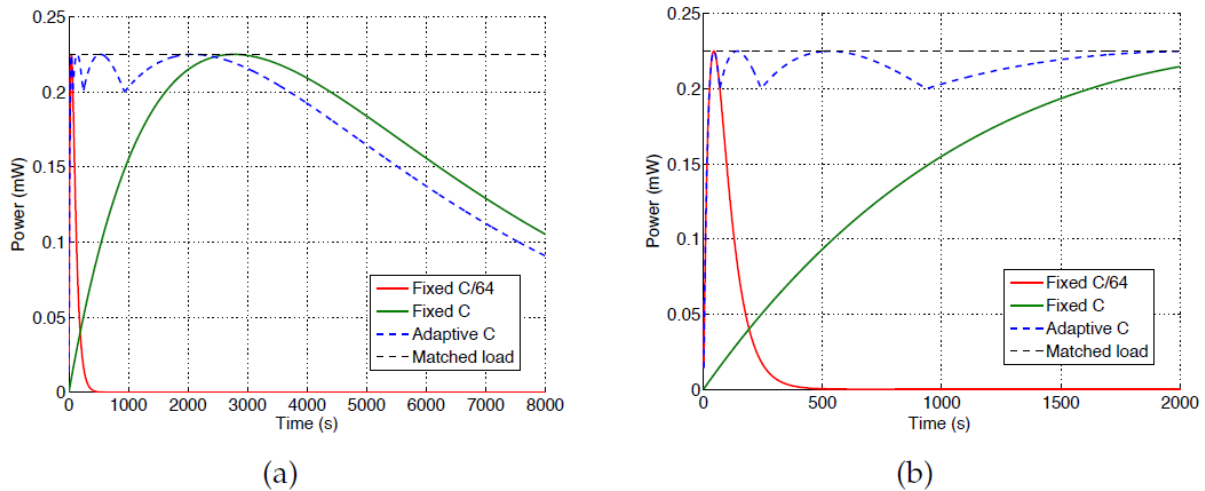 0.25
0.2
0.15
0.1
0.05
0
Power (mW)
0 1000 2000 3000 4000 5000 6000 7000 8000
Time (s)
Fixed C/64
Fixed C
Adaptive C
Matched load
(a)
0.25
0.2
0.15
0.1
0.05
0
Power (mW)
0 500 1000 1500 2000
Time (s)
Fixed C/64
Fixed C
Adaptive C
Matched load
(b)